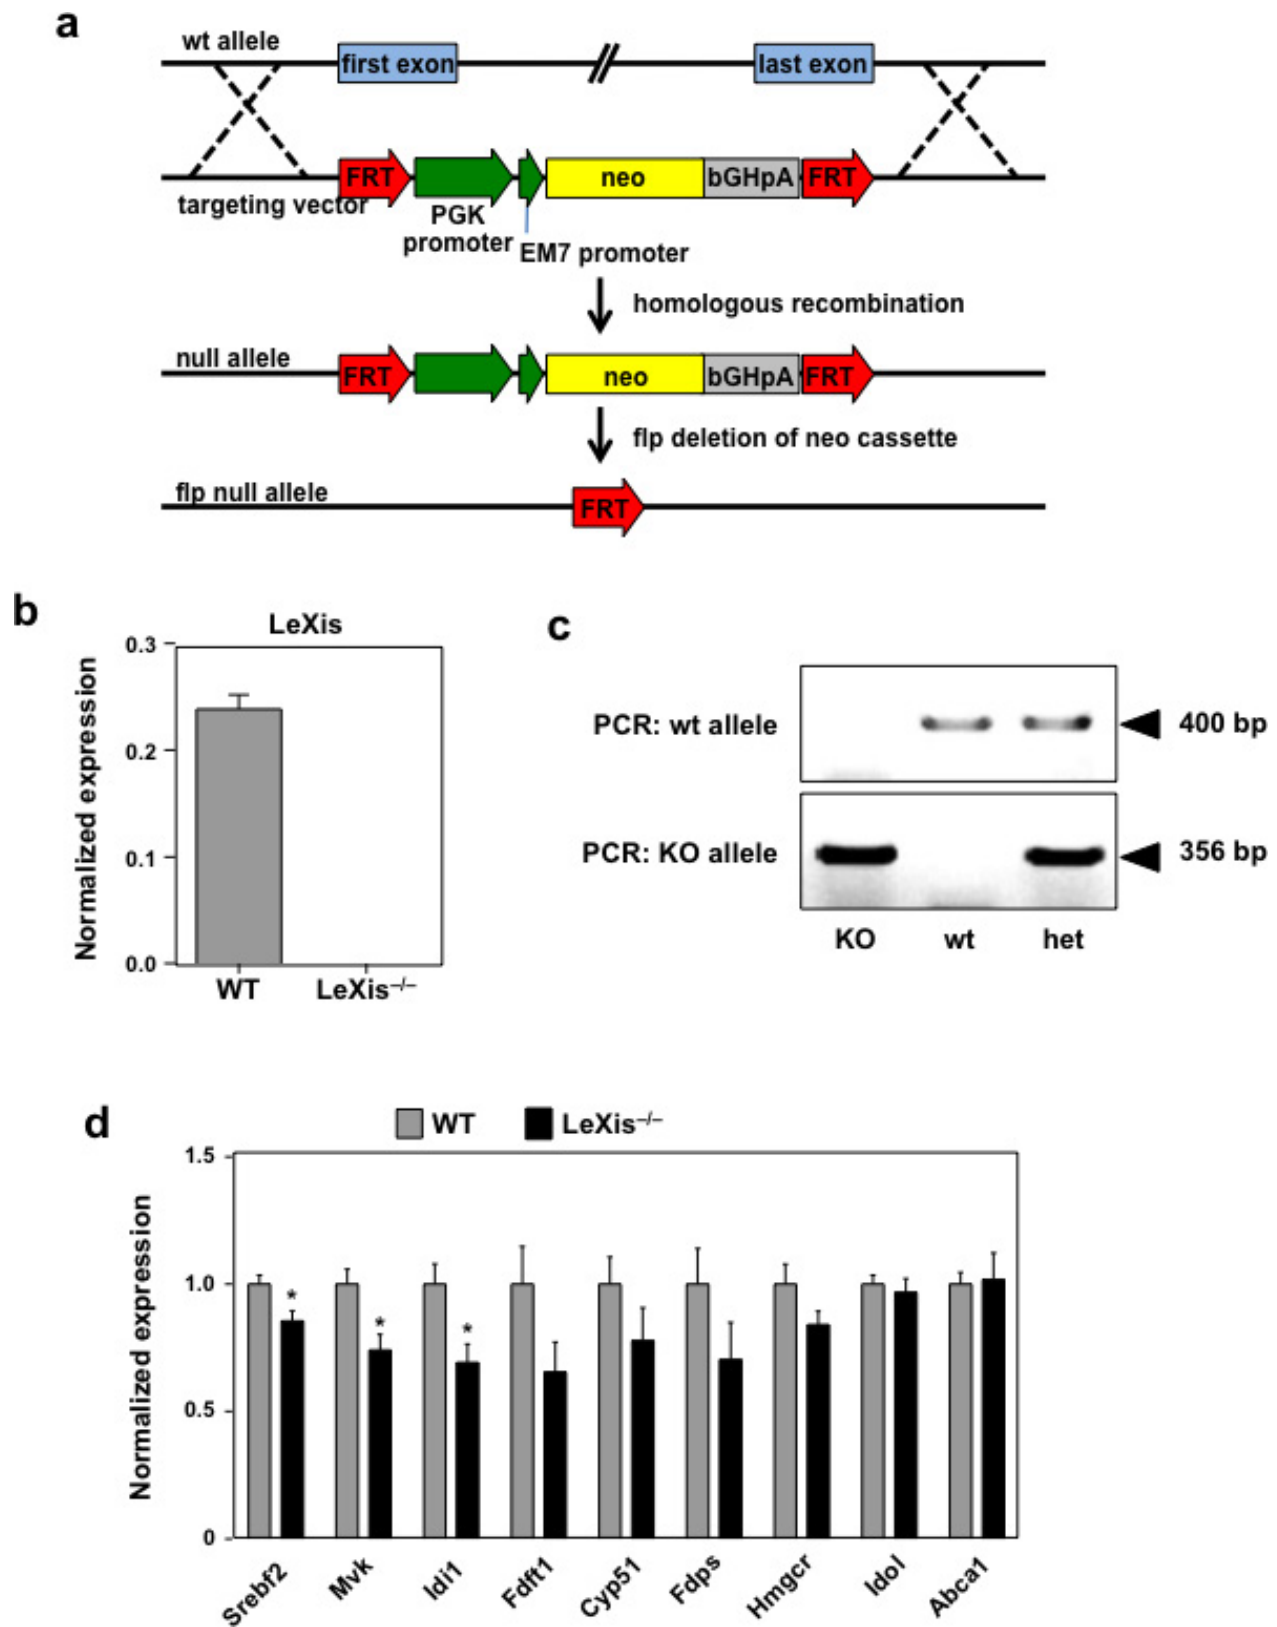 a
wt allele
first exon
last exon
FRT
neo
bGHpA
FRT
targeting vector
PGK
promoter
EM7 promoter
homologous recombination
null allele
FRT
neo
bGHpA
FRT
flp deletion of neo cassette
flp null allele
FRT
b
LeXis
Normalized expression
0.3
0.2
0.1
0.0
WT
LeXis–/–
c
PCR: wt allele
400 bp
PCR: KO allele
356 bp
KO wt het
d
WT LeXis–/–
Normalized expression
1.5
1.0
0.5
0
* * *
Srebf2 Mvk Idi1 Fdft1 Cyp51 Fdps Hmgcr Idol Abca1